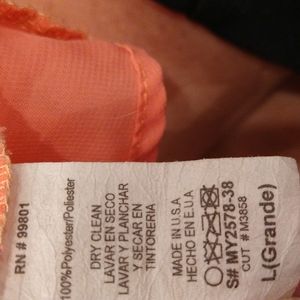 RN # 99801
100%Polyester/Poliester
DRY CLEAN
LAVAR EN SECO
LAVAR Y PLANCHAR
Y SECAR EN
TINTORERIA
MADE IN U.S.A
HECHO EN E.U.A
S# MY2578-38
CUT # M3858
L(Grande)